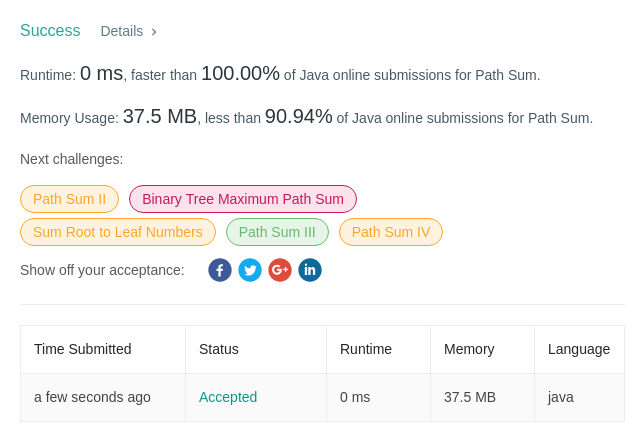 Success Details >
Runtime: 0 ms, faster than 100.00% of Java online submissions for Path Sum.
Memory Usage: 37.5 MB, less than 90.94% of Java online submissions for Path Sum.
Next challenges:
Path Sum II Binary Tree Maximum Path Sum
Sum Root to Leaf Numbers Path Sum III Path Sum IV
Show off your acceptance: f G+ in
Time Submitted Status Runtime Memory Language
a few seconds ago Accepted 0 ms 37.5 MB java